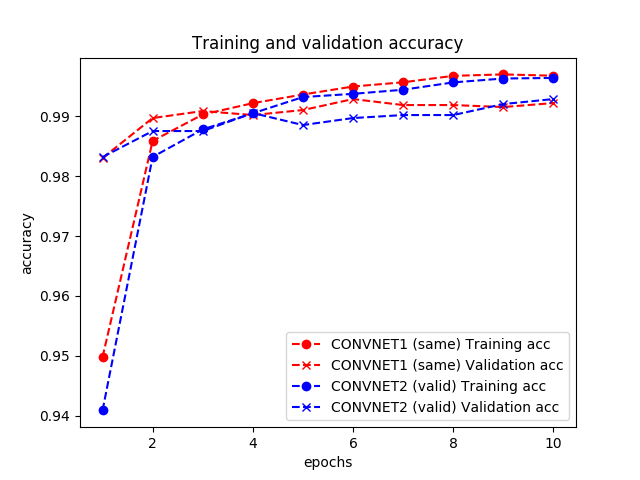 Training and validation accuracy
0.99
0.98
0.97
0.96
0.95
0.94
accuracy
CONVNET1 (same) Training acc
CONVNET1 (same) Validation acc
CONVNET2 (valid) Training acc
CONVNET2 (valid) Validation acc
2 4 6 8 10
epochs